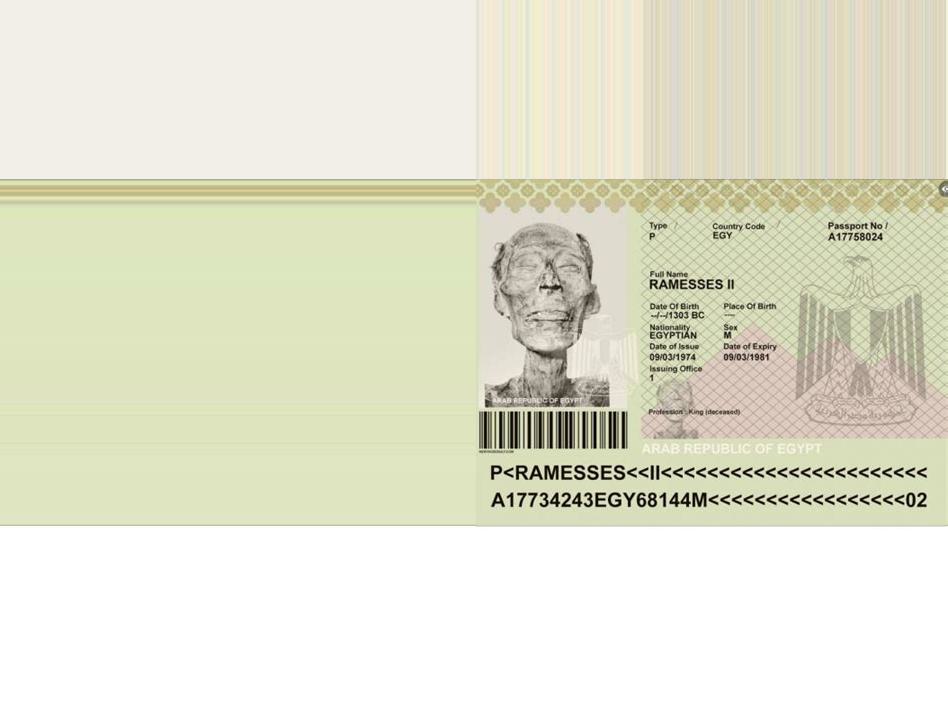 Type / Country Code / Passport No /
P EGY A17758024
Full Name
RAMESSES II
Date Of Birth Place Of Birth
--/--/1303 BC ----
Nationality Sex
EGYPTIAN M
Date of Issue Date of Expiry
09/03/1974 09/03/1981
Issuing Office
1
ARAB REPUBLIC OF EGYPT
Profession : King (deceased)
ARAB REPUBLIC OF EGYPT
P<RAMESSES<<II<<<<<<<<<<<<<<<<<<<<<<<
A17734243EGY68144M<<<<<<<<<<<<<<<<<02